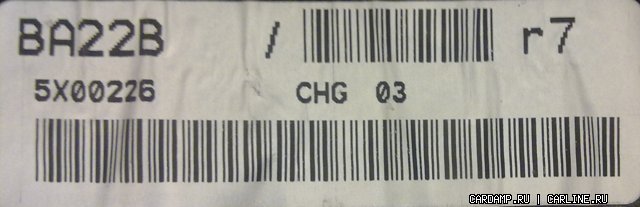 BA22B / r7
5X00226 CHG 03
CARDAMP.RU | CARLINE.RU